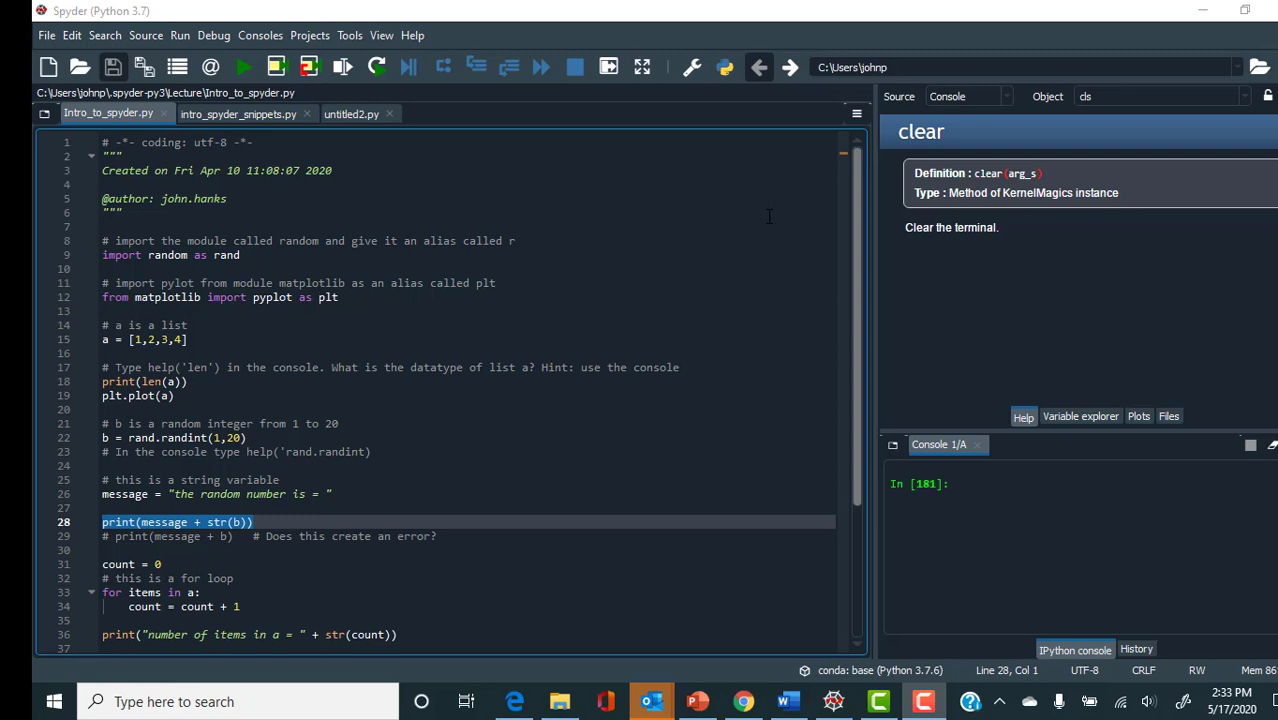 Spyder (Python 3.7)
File Edit Search Source Run Debug Consoles Projects Tools View Help
C:\Users\johnp
C:\Users\johnp\.spyder-py3\Lecture\Intro_to_spyder.py
Intro_to_spyder.py intro_spyder_snippets.py untitled2.py
1 # -*- coding: utf-8 -*-
2 """
3 Created on Fri Apr 10 11:08:07 2020
4
5 @author: john.hanks
6 """
7
8 # import the module called random and give it an alias called r
9 import random as rand
10
11 # import pylot from module matplotlib as an alias called plt
12 from matplotlib import pyplot as plt
13
14 # a is a list
15 a = [1,2,3,4]
16
17 # Type help('len') in the console. What is the datatype of list a? Hint: use the console
18 print(len(a))
19 plt.plot(a)
20
21 # b is a random integer from 1 to 20
22 b = rand.randint(1,20)
23 # In the console type help('rand.randint)
24
25 # this is a string variable
26 message = "the random number is = "
27
28 print(message + str(b))
29 # print(message + b) # Does this create an error?
30
31 count = 0
32 # this is a for loop
33 for items in a:
34 count = count + 1
35
36 print("number of items in a = " + str(count))
37
Source Console Object cls
clear
Definition : clear(arg_s)
Type : Method of KernelMagics instance
Clear the terminal.
Help Variable explorer Plots Files
Console 1/A
In [181]:
IPython console History
conda: base (Python 3.7.6) Line 28, Col 1 UTF-8 CRLF RW Mem 86
Type here to search
2:33 PM
5/17/2020